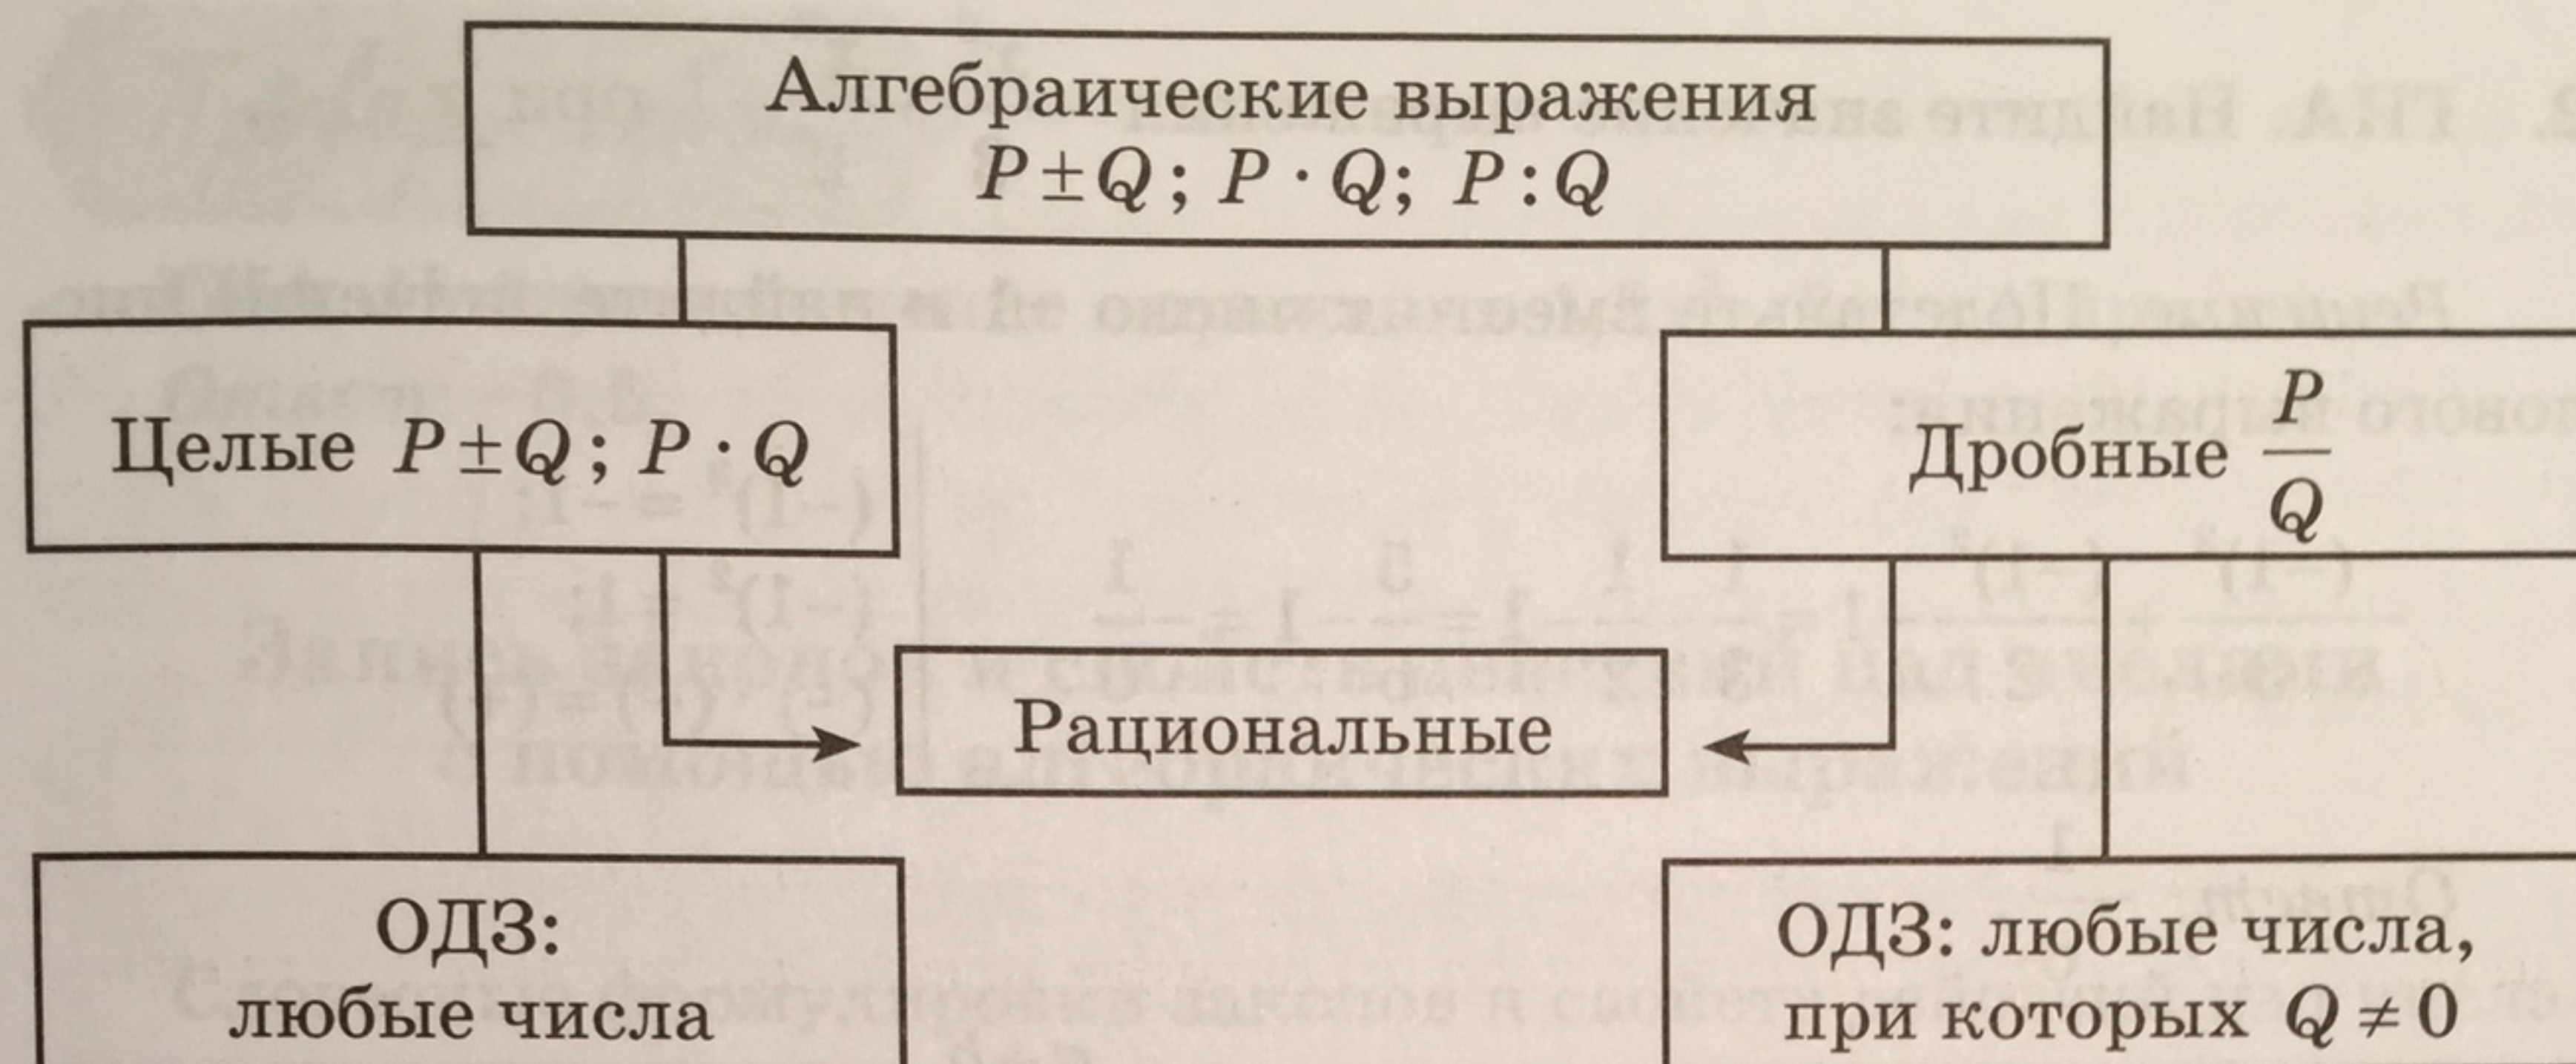 Алгебраические выражения
P ± Q; P · Q; P : Q
Целые P ± Q; P · Q
Дробные P/Q
Рациональные
ОДЗ:
любые числа
ОДЗ: любые числа,
при которых Q ≠ 0